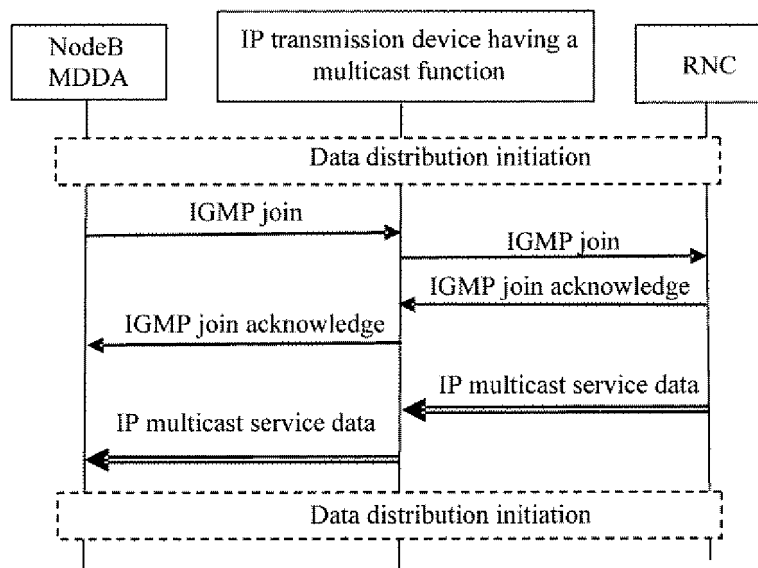 NodeB
MDDA
IP transmission device having a
multicast function
RNC
Data distribution initiation
IGMP join
IGMP join
IGMP join acknowledge
IGMP join acknowledge
IP multicast service data
IP multicast service data
Data distribution initiation